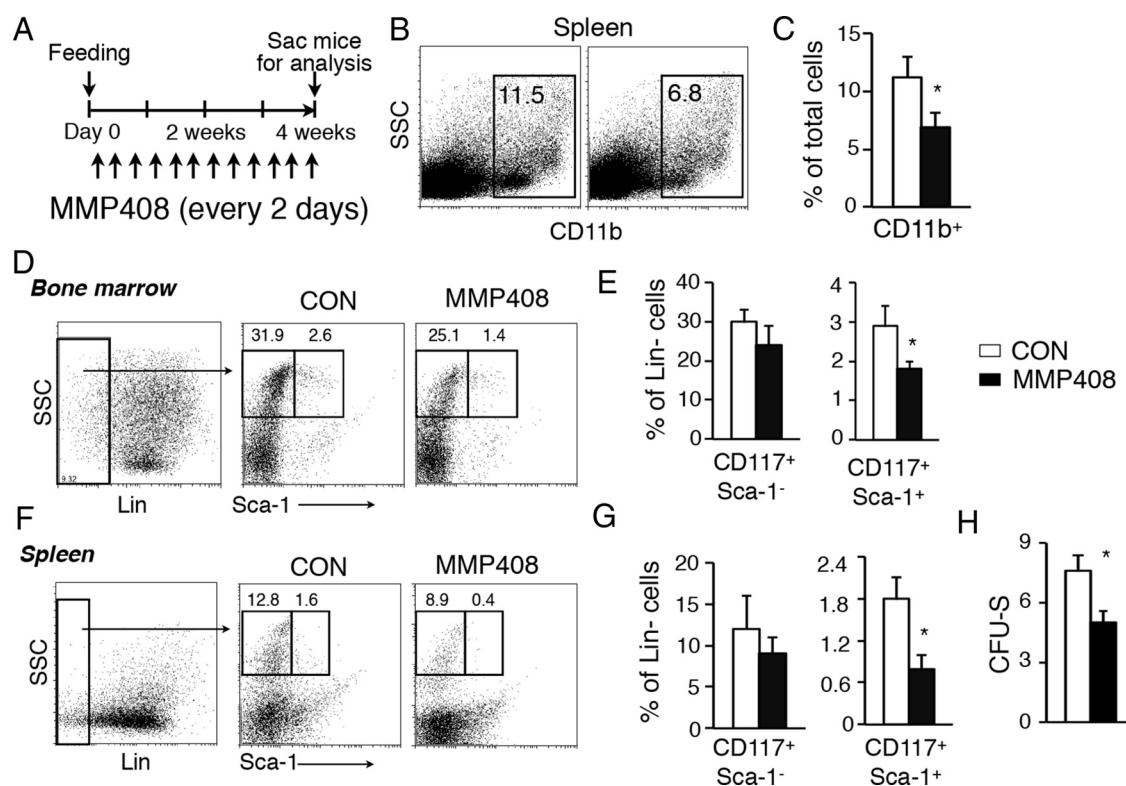 A
Feeding
Sac mice
for analysis
Day 0
2 weeks
4 weeks
MMP408 (every 2 days)
B
Spleen
11.5
6.8
SSC
CD11b
C
% of total cells
15
10
5
0
*
CD11b+
D
Bone marrow
CON
MMP408
31.9
2.6
25.1
1.4
SSC
9.32
Lin
Sca-1
E
% of Lin- cells
40
30
20
10
0
CD117+
Sca-1-
4
3
2
1
0
*
CD117+
Sca-1+
CON
MMP408
F
Spleen
CON
MMP408
12.8
1.6
8.9
0.4
SSC
Lin
Sca-1
G
% of Lin- cells
20
15
10
5
0
CD117+
Sca-1-
2.4
1.8
1.2
0.6
0
*
CD117+
Sca-1+
H
CFU-S
9
6
3
0
*